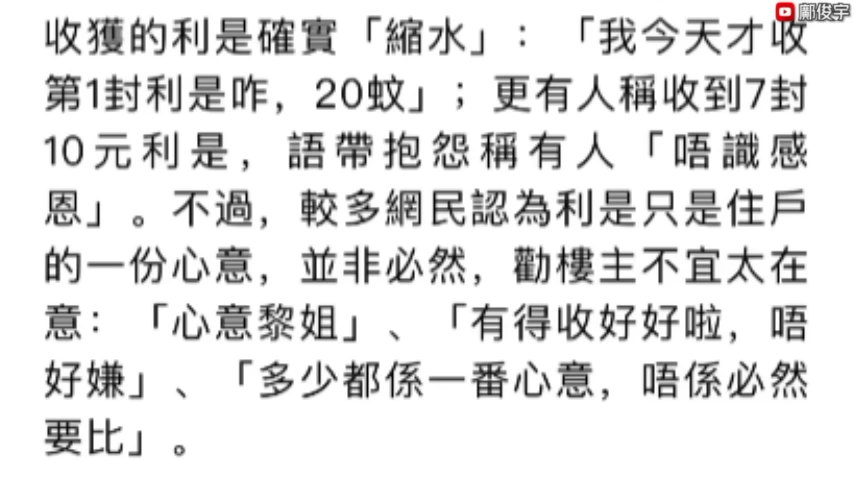 鄺俊宇
收獲的利是確實「縮水」：「我今天才收
第1封利是咋，20蚊」；更有人稱收到7封
10元利是，語帶抱怨稱有人「唔識感
恩」。不過，較多網民認為利是只是住戶
的一份心意，並非必然，勸樓主不宜太在
意：「心意黎姐」、「有得收好好啦，唔
好嫌」、「多少都係一番心意，唔係必然
要比」。